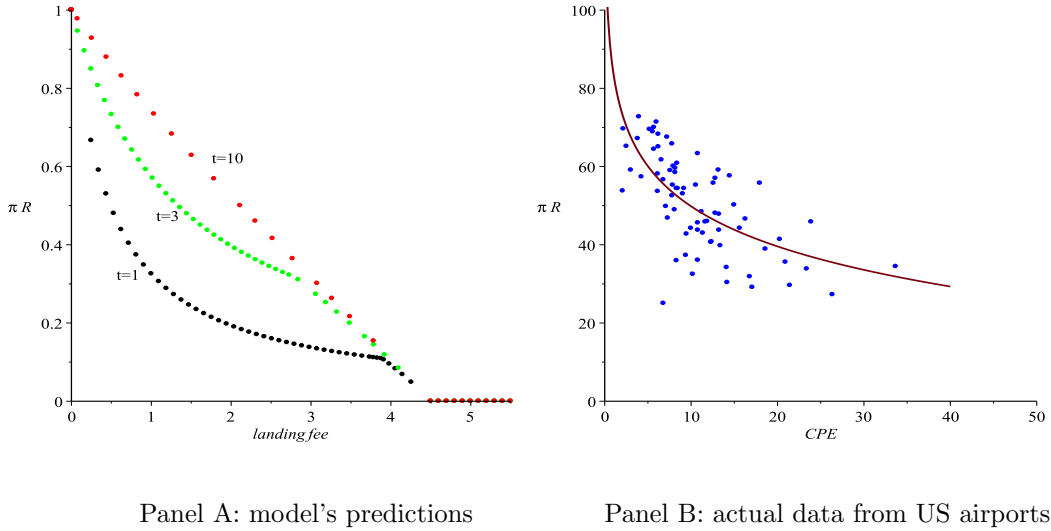 1
0.8
0.6
π R
0.4
0.2
0
t=10
t=3
t=1
0 1 2 3 4 5
landing fee
100
80
60
π R
40
20
0
0 10 20 30 40 50
CPE
Panel A: model's predictions
Panel B: actual data from US airports